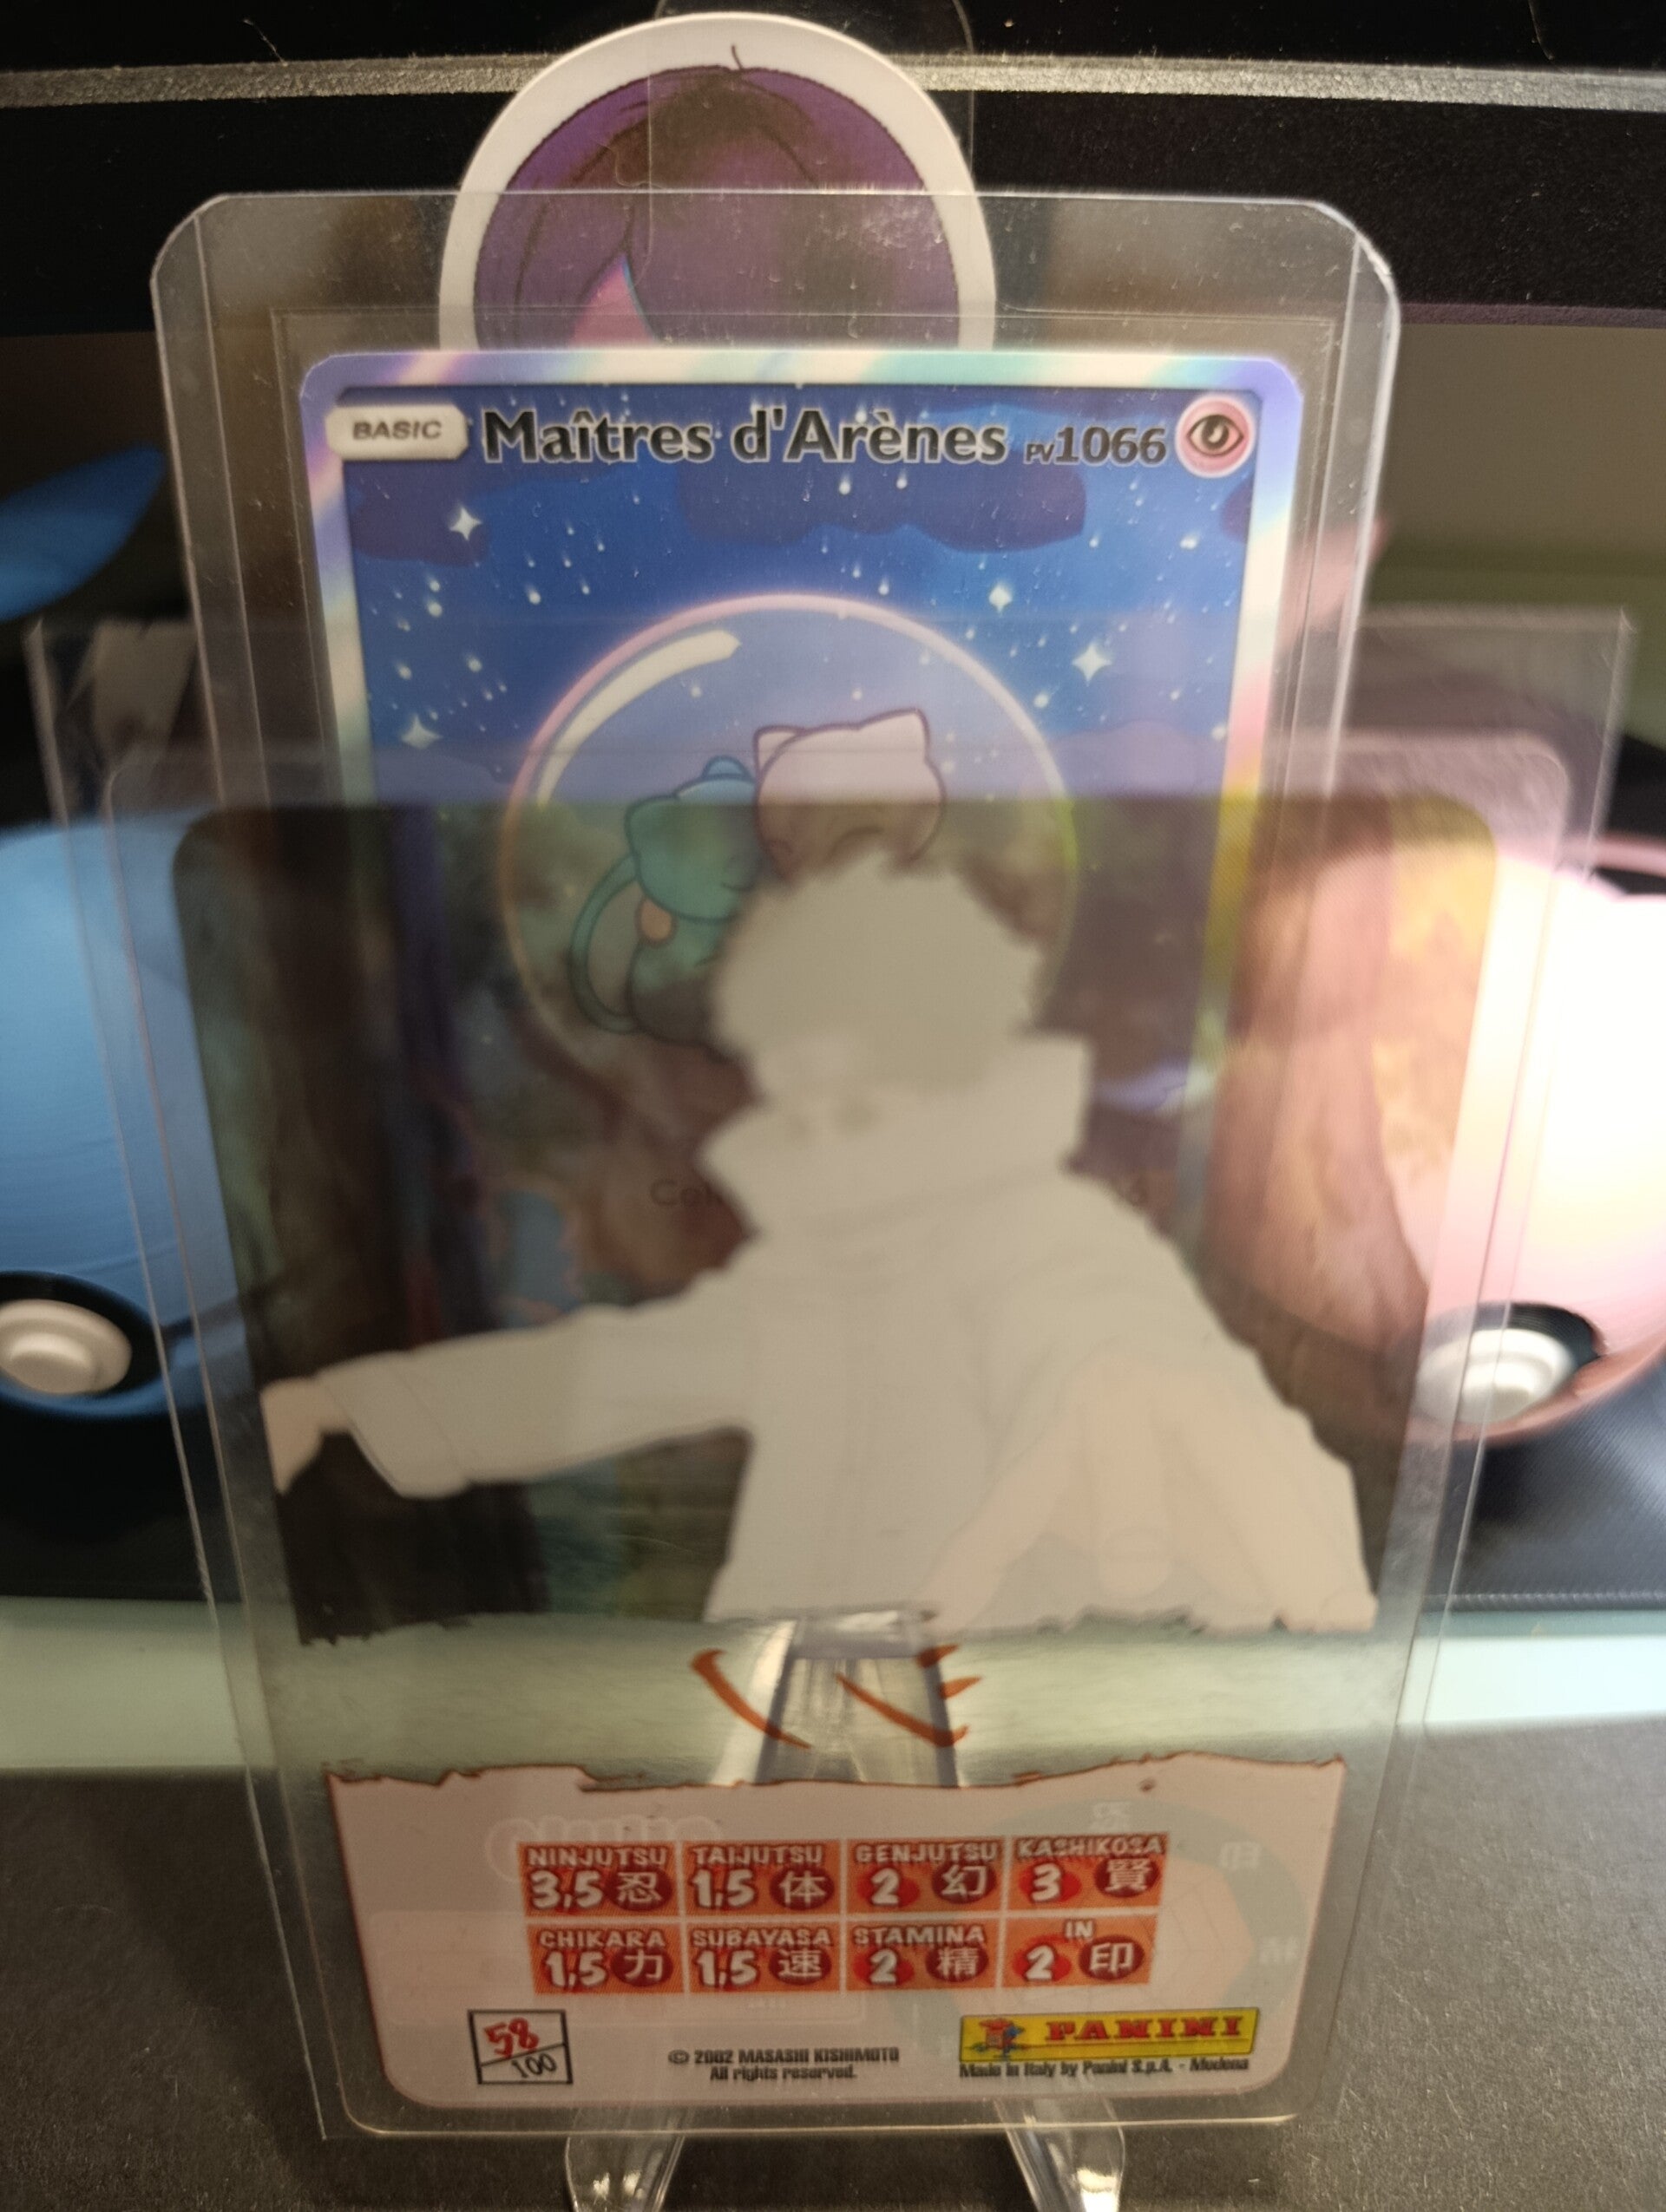 BASIC Maîtres d'Arènes PV1066
NINJUTSU TAIJUTSU GENJUTSU KASHIKOSA
3,5 忍 1,5 体 2 幻 3 賢
CHIKARA SUBAYASA STAMINA IN
1,5 力 1,5 速 2 精 2 印
58/100
© 2002 MASASHI KISHIMOTO
All rights reserved.
PANINI
Made in Italy by Panini S.p.A. - Modena